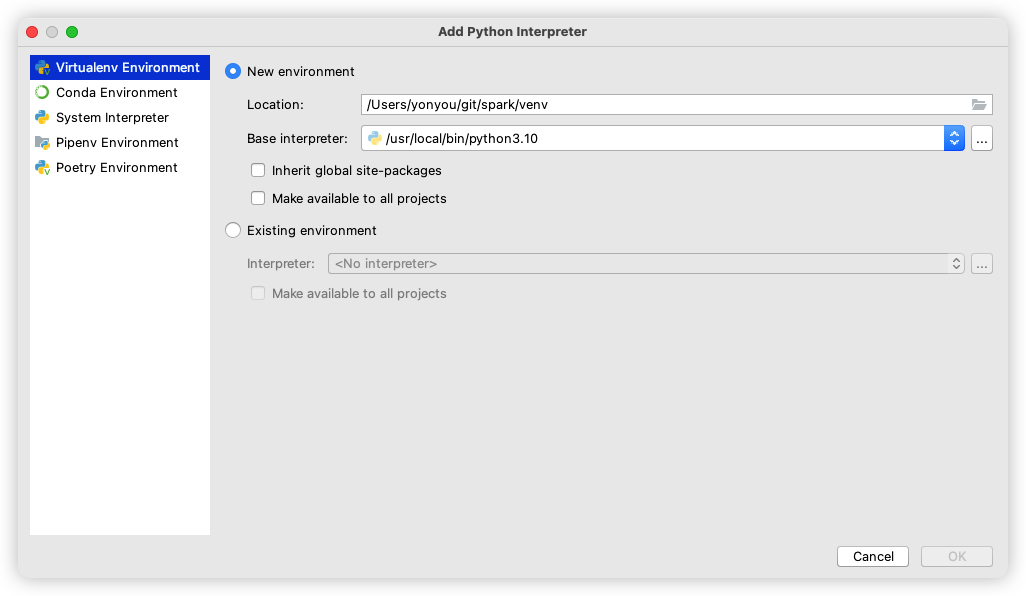 Add Python Interpreter
Virtualenv Environment
Conda Environment
System Interpreter
Pipenv Environment
Poetry Environment
New environment
Location: /Users/yonyou/git/spark/venv
Base interpreter: /usr/local/bin/python3.10 ...
Inherit global site-packages
Make available to all projects
Existing environment
Interpreter: <No interpreter> ...
Make available to all projects
Cancel OK